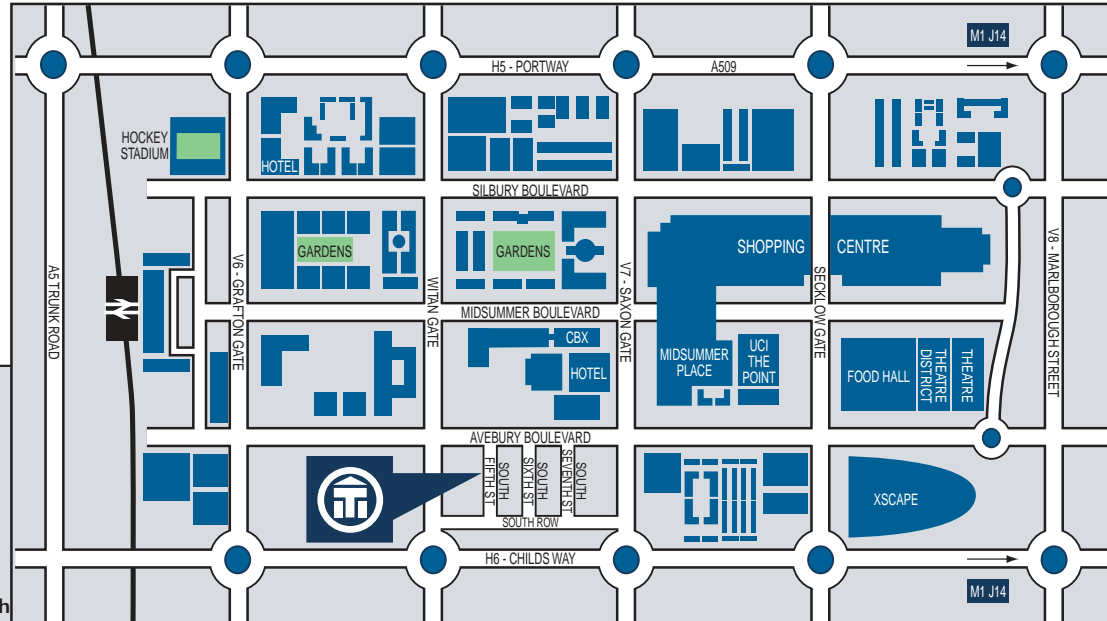 M1 J14
H5 - PORTWAY
A509
HOCKEY
STADIUM
HOTEL
SILBURY BOULEVARD
GARDENS
GARDENS
SHOPPING
CENTRE
A5 TRUNK ROAD
V6 - GRAFTON GATE
WITAN GATE
V7 - SAXON GATE
SECKLOW GATE
V8 - MARLBOROUGH STREET
MIDSUMMER BOULEVARD
CBX
HOTEL
MIDSUMMER
PLACE
UCI
THE
POINT
FOOD HALL
THEATRE
DISTRICT
THEATRE
AVEBURY BOULEVARD
SOUTH
FIFTH ST
SOUTH
SIXTH ST
SOUTH
SEVENTH ST
SOUTH ROW
XSCAPE
H6 - CHILDS WAY
M1 J14
h